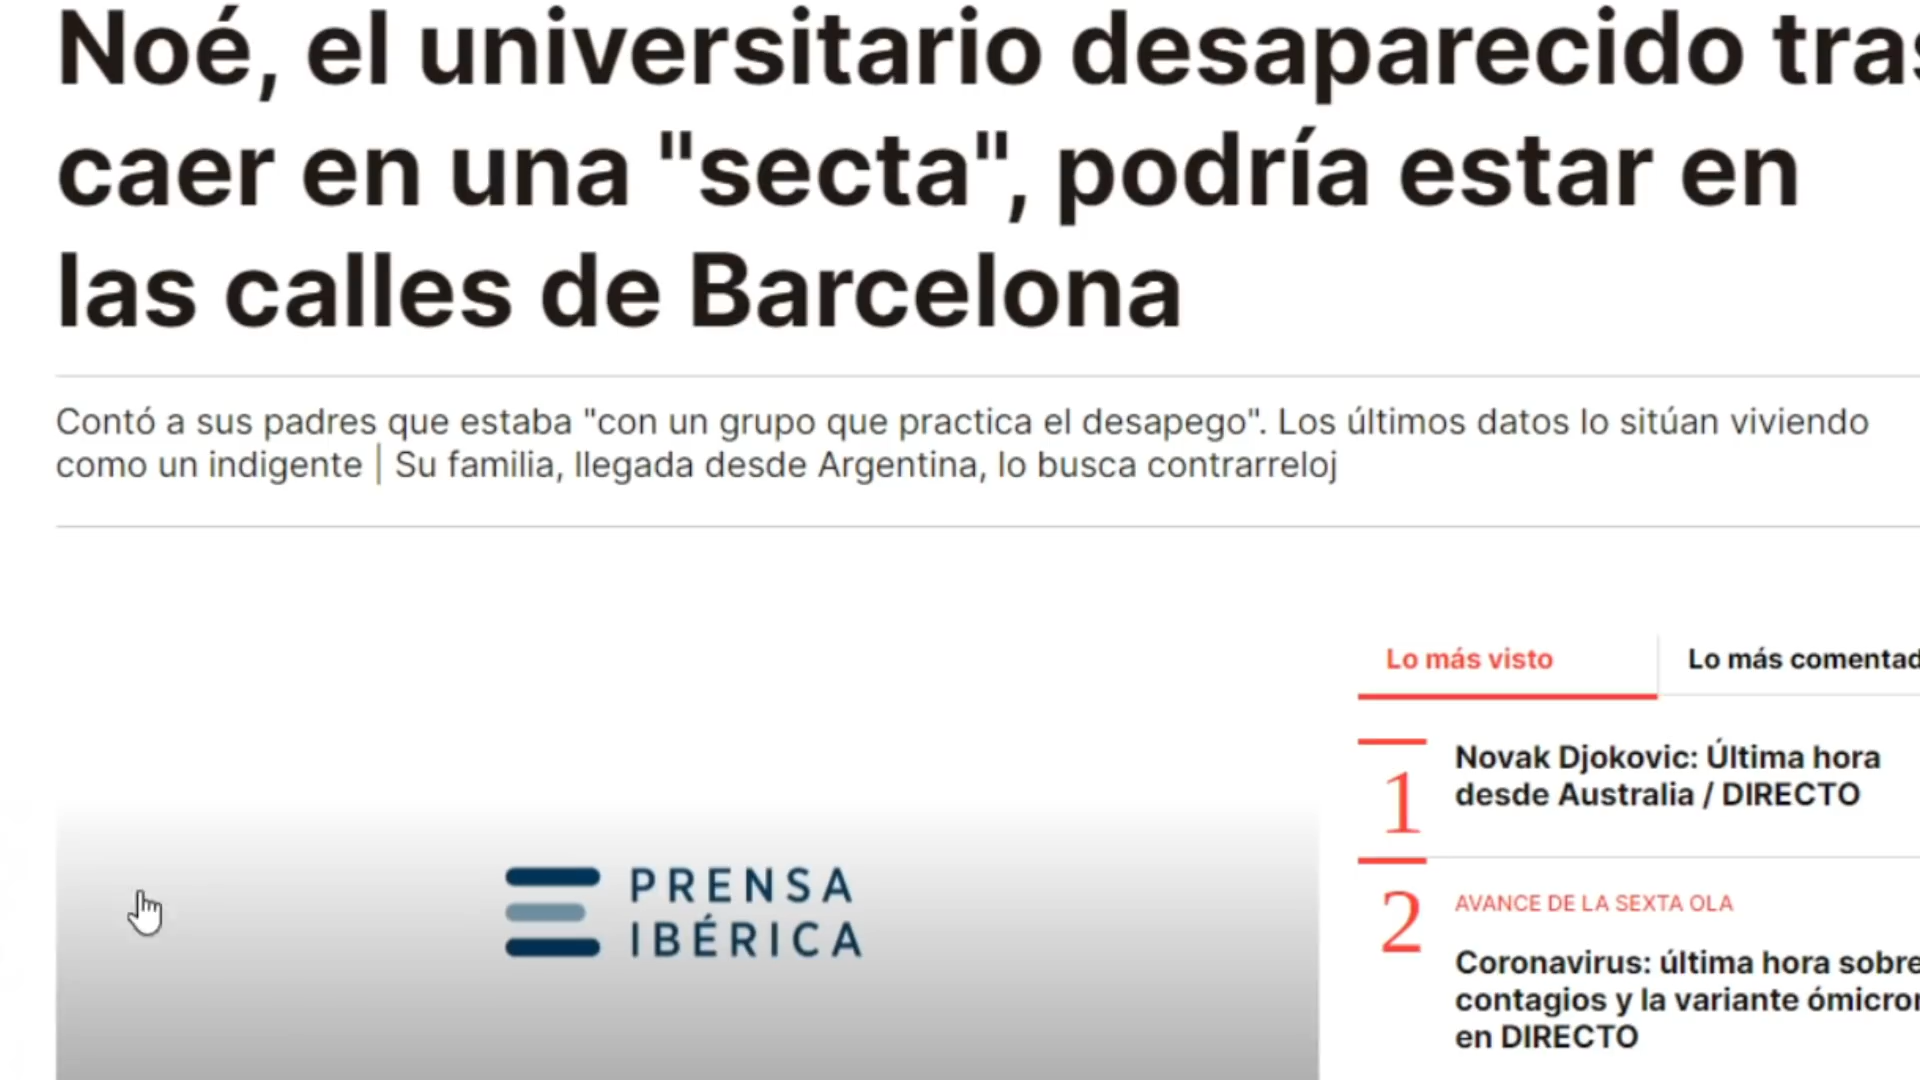 Noé, el universitario desaparecido tras
caer en una "secta", podría estar en
las calles de Barcelona
Contó a sus padres que estaba "con un grupo que practica el desapego". Los últimos datos lo sitúan viviendo
como un indigente | Su familia, llegada desde Argentina, lo busca contrarreloj
Lo más visto
Lo más comentad
1
Novak Djokovic: Última hora
desde Australia / DIRECTO
2
AVANCE DE LA SEXTA OLA
Coronavirus: última hora sobre
contagios y la variante ómicron
en DIRECTO
PRENSA
IBÉRICA